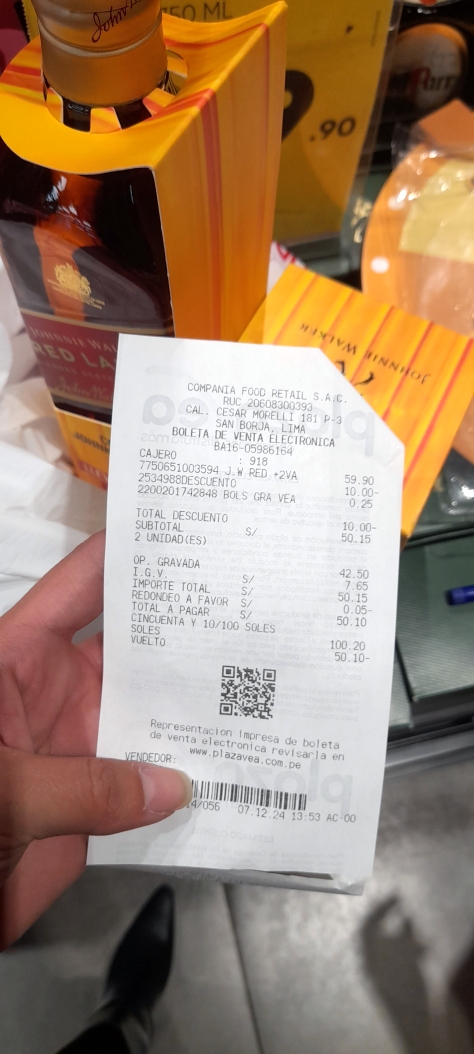 John
750 ML
9.90
JOHNNIE WAL
RED LA
JOHNNIE WALKER
COMPANIA FOOD RETAIL S.A.C.
RUC 20608300393
CAL. CESAR MORELLI 181 P-3
SAN BORJA, LIMA
BOLETA DE VENTA ELECTRONICA
BA16-05986164
CAJERO : 918
7750651003594 J.W RED +2VA 59.90
2534988DESCUENTO 10.00-
2200201742848 BOLS GRA VEA 0.25
TOTAL DESCUENTO 10.00-
SUBTOTAL S/ 50.15
2 UNIDAD(ES)
OP. GRAVADA 42.50
I.G.V. S/ 7.65
IMPORTE TOTAL S/ 50.15
REDONDEO A FAVOR S/ 0.05-
TOTAL A PAGAR S/ 50.10
CINCUENTA Y 10/100 SOLES
SOLES 100.20
VUELTO 50.10-
Representacion impresa de boleta
de venta electronica revisarla en
www.plazavea.com.pe
VENDEDOR:
4/056 07.12.24 13:53 AC-00